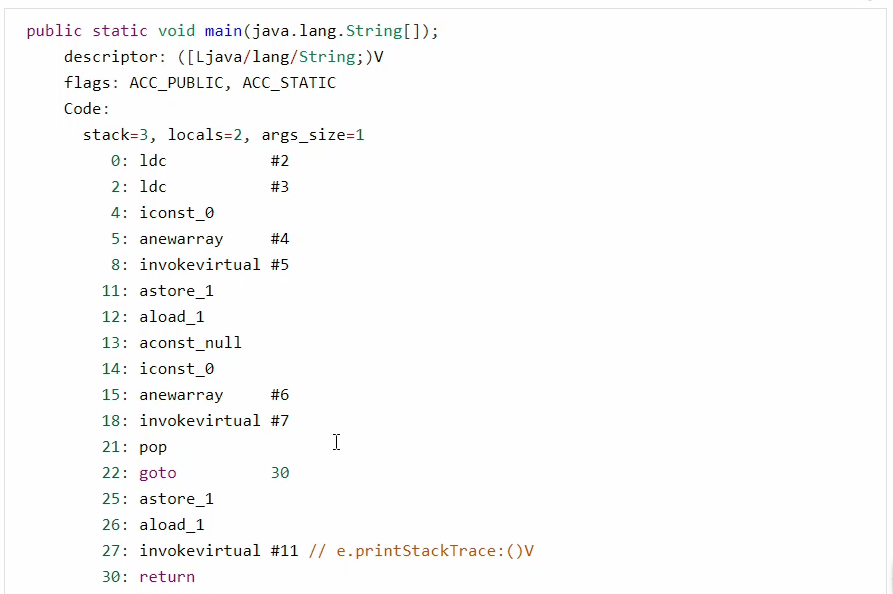 public static void main(java.lang.String[]);
descriptor: ([Ljava/lang/String;)V
flags: ACC_PUBLIC, ACC_STATIC
Code:
stack=3, locals=2, args_size=1
0: ldc #2
2: ldc #3
4: iconst_0
5: anewarray #4
8: invokevirtual #5
11: astore_1
12: aload_1
13: aconst_null
14: iconst_0
15: anewarray #6
18: invokevirtual #7
21: pop
22: goto 30
25: astore_1
26: aload_1
27: invokevirtual #11 // e.printStackTrace:()V
30: return